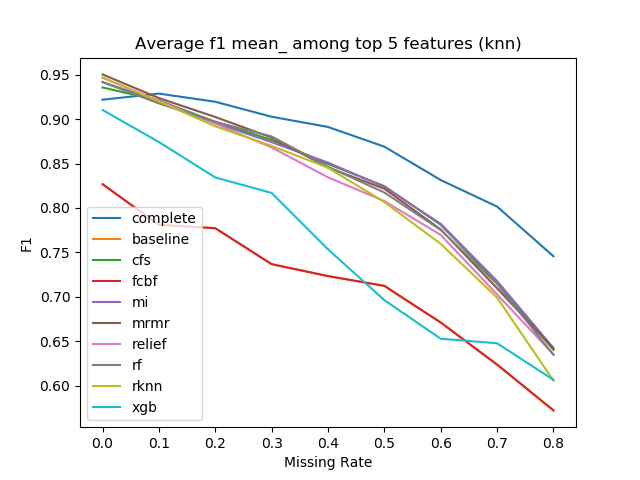 Average f1 mean_ among top 5 features (knn)
0.95
0.90
0.85
0.80
0.75
0.70
0.65
0.60
F1
complete
baseline
cfs
fcbf
mi
mrmr
relief
rf
rknn
xgb
0.0 0.1 0.2 0.3 0.4 0.5 0.6 0.7 0.8
Missing Rate